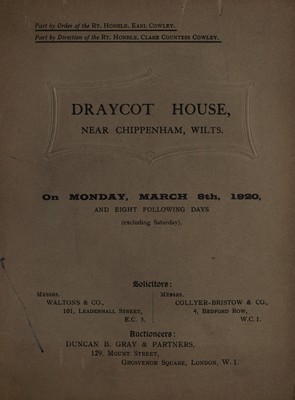 Part by Order of the RT. HONBLE. EARL COWLEY.
Part by Direction of the RT. HONBLE. CLARE COUNTESS COWLEY.
DRAYCOT HOUSE,
NEAR CHIPPENHAM, WILTS.
On MONDAY, MARCH 8th, 1920,
AND EIGHT FOLLOWING DAYS
(excluding Saturday).
Solicitors:
MESSRS.
WALTONS & CO.,
101, LEADENHALL STREET,
E.C. 3.
MESSRS.
COLLYER-BRISTOW & CO.,
4, BEDFORD ROW,
W.C. 1.
Auctioneers:
DUNCAN B. GRAY & PARTNERS,
129, MOUNT STREET,
GROSVENOR SQUARE, LONDON, W. 1.